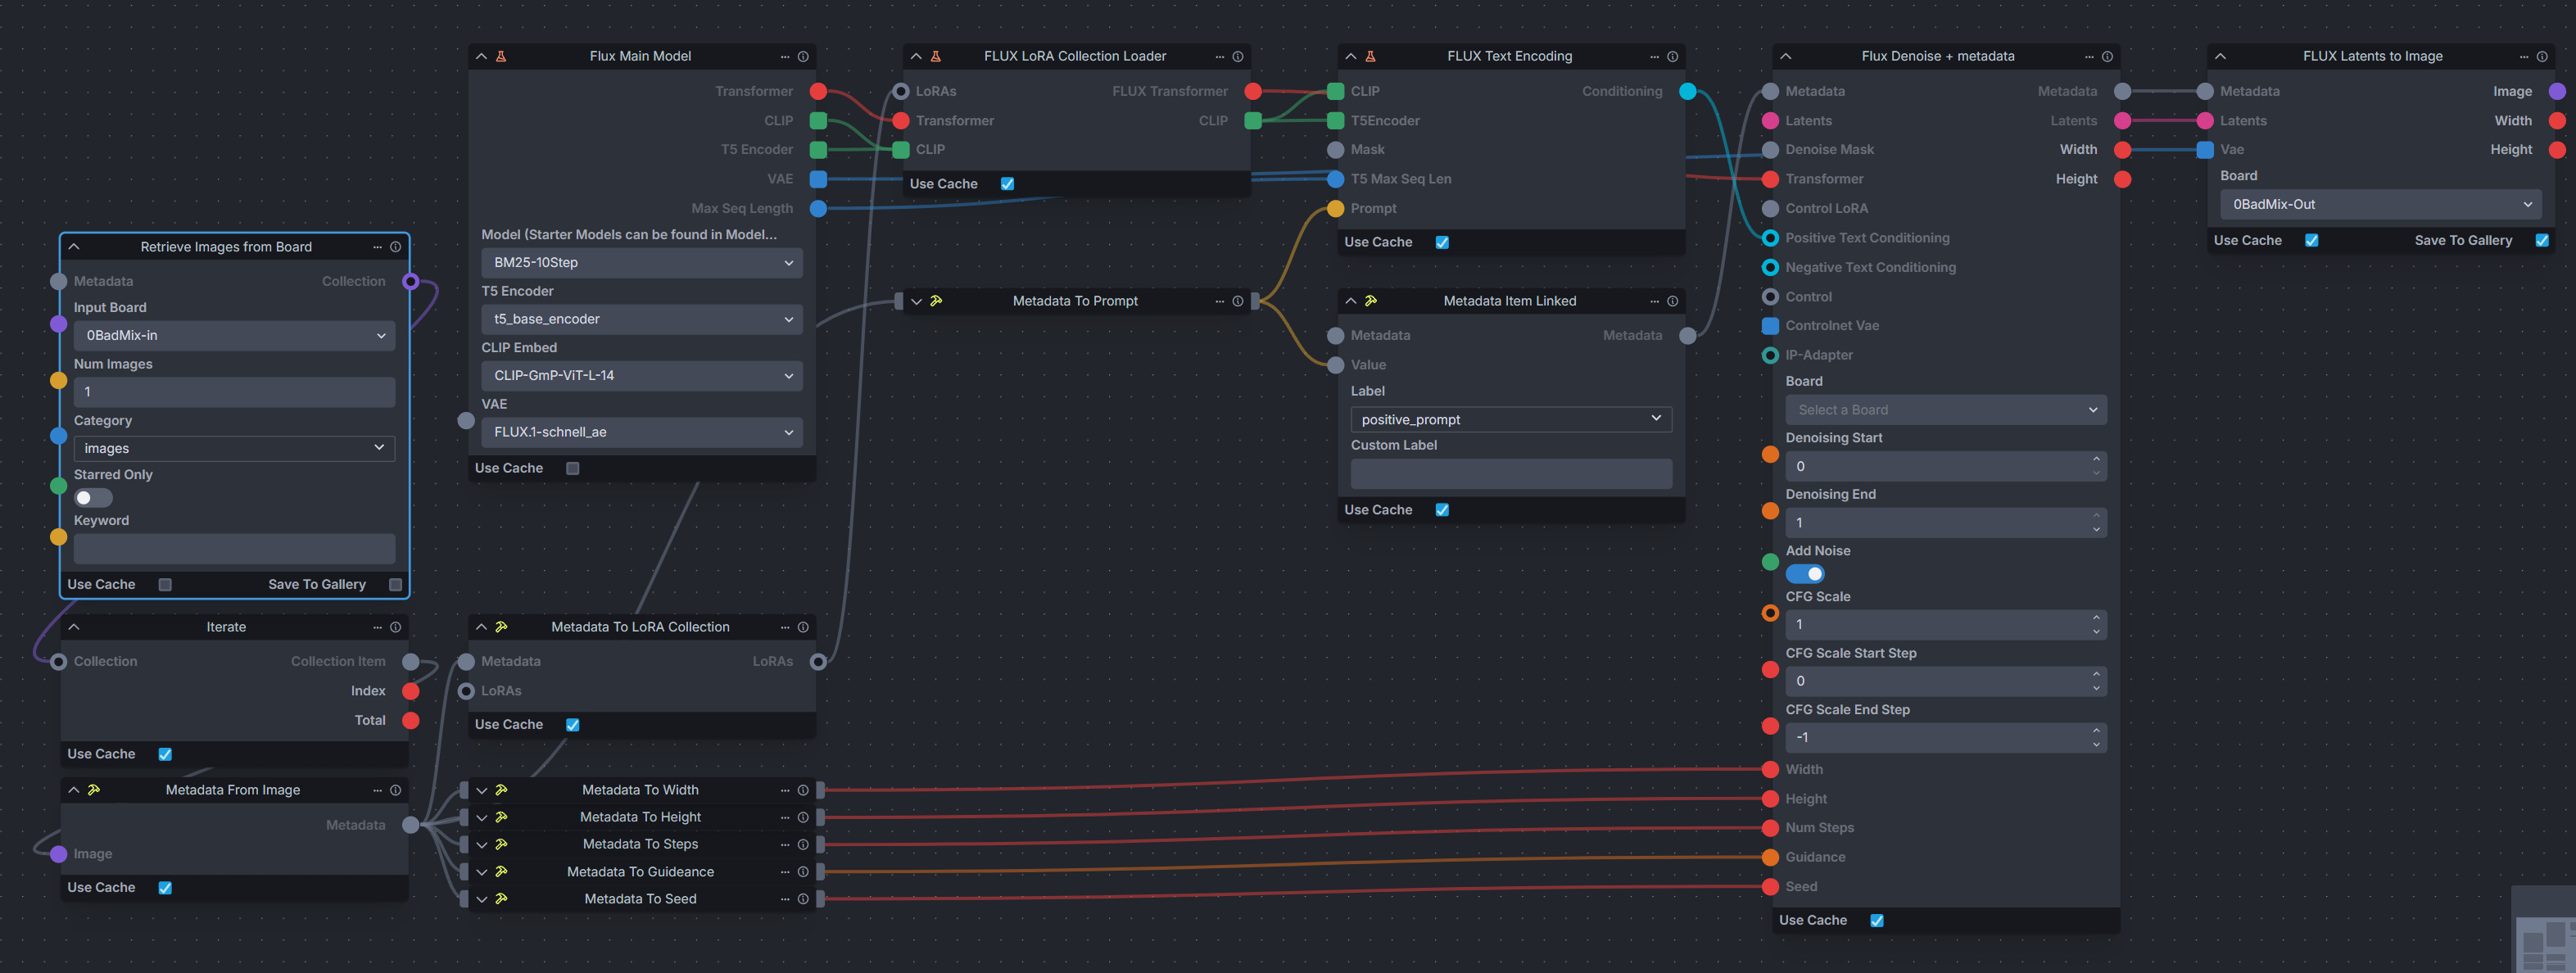 Retrieve Images from Board
Metadata Collection
Input Board
0BadMix-in
Num Images
1
Category
images
Starred Only
Keyword
Use Cache Save To Gallery
Iterate
Collection Collection Item
Index
Total
Use Cache
Metadata From Image
Metadata
Image
Use Cache
Flux Main Model
Transformer
CLIP
T5 Encoder
VAE
Max Seq Length
Model (Starter Models can be found in Model...
BM25-10Step
T5 Encoder
t5_base_encoder
CLIP Embed
CLIP-GmP-ViT-L-14
VAE
FLUX.1-schnell_ae
Use Cache
Metadata To LoRA Collection
Metadata LoRAs
LoRAs
Use Cache
Metadata To Width
Metadata To Height
Metadata To Steps
Metadata To Guideance
Metadata To Seed
FLUX LoRA Collection Loader
LoRAs FLUX Transformer
Transformer CLIP
CLIP
Use Cache
Metadata To Prompt
FLUX Text Encoding
CLIP Conditioning
T5Encoder
Mask
T5 Max Seq Len
Prompt
Use Cache
Metadata Item Linked
Metadata Metadata
Value
Label
positive_prompt
Custom Label
Use Cache
Flux Denoise + metadata
Metadata Metadata
Latents Latents
Denoise Mask Width
Transformer Height
Control LoRA
Positive Text Conditioning
Negative Text Conditioning
Control
Controlnet Vae
IP-Adapter
Board
Select a Board
Denoising Start
0
Denoising End
1
Add Noise
CFG Scale
1
CFG Scale Start Step
0
CFG Scale End Step
-1
Width
Height
Num Steps
Guidance
Seed
Use Cache
FLUX Latents to Image
Metadata Image
Latents Width
Vae Height
Board
0BadMix-Out
Use Cache Save To Gallery